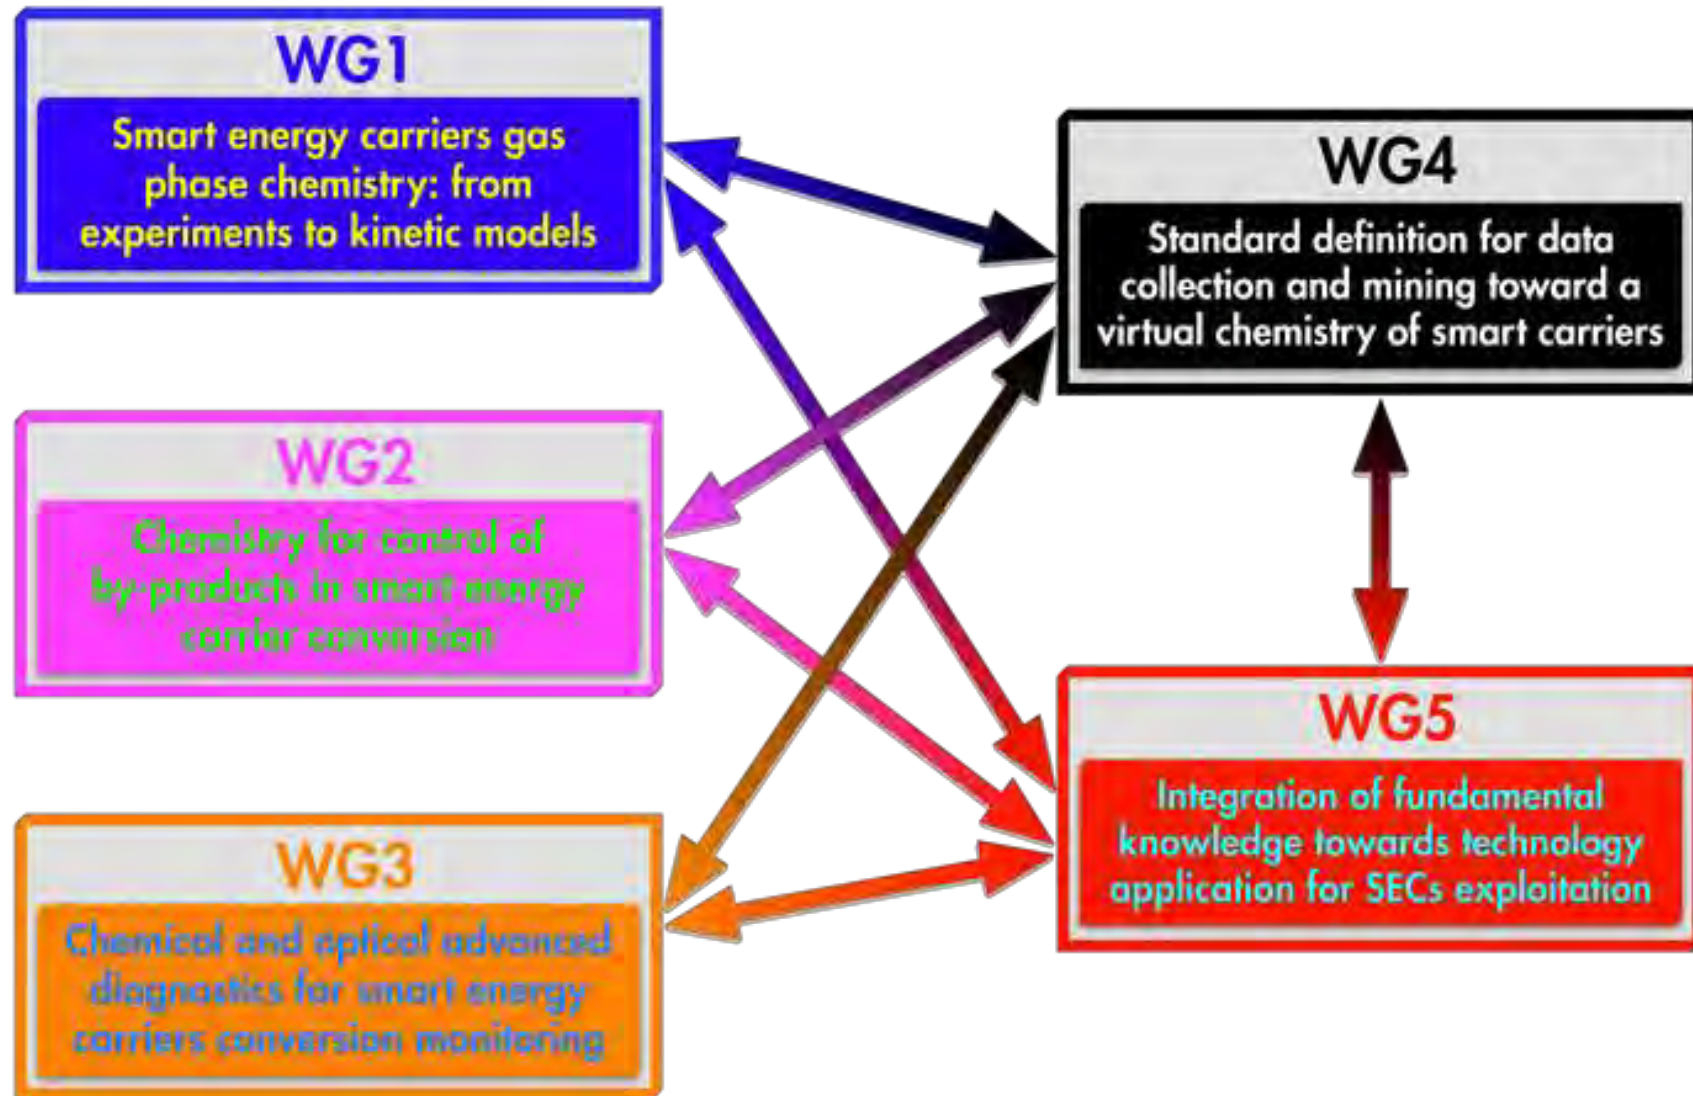 WG1
Smart energy carriers gas
phase chemistry: from
experiments to kinetic models
WG2
Chemistry for control of
by-products in smart energy
carrier conversion
WG3
Chemical and optical advanced
diagnostics for smart energy
carriers conversion monitoring
WG4
Standard definition for data
collection and mining toward a
virtual chemistry of smart carriers
WG5
Integration of fundamental
knowledge towards technology
application for SECs exploitation